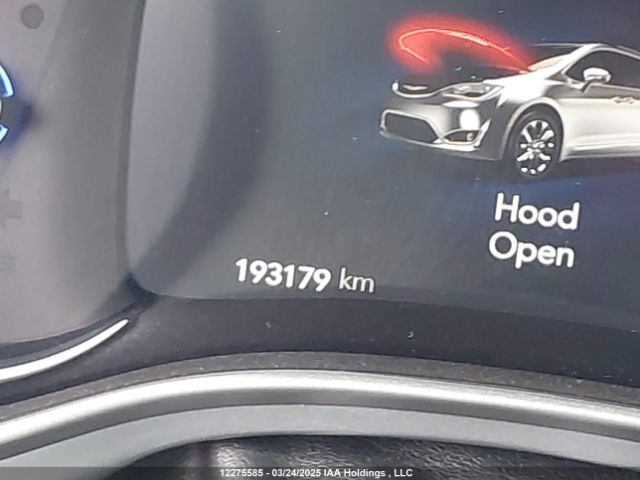 Hood
Open
193179 km
12275585 - 03/24/2025 IAA Holdings , LLC